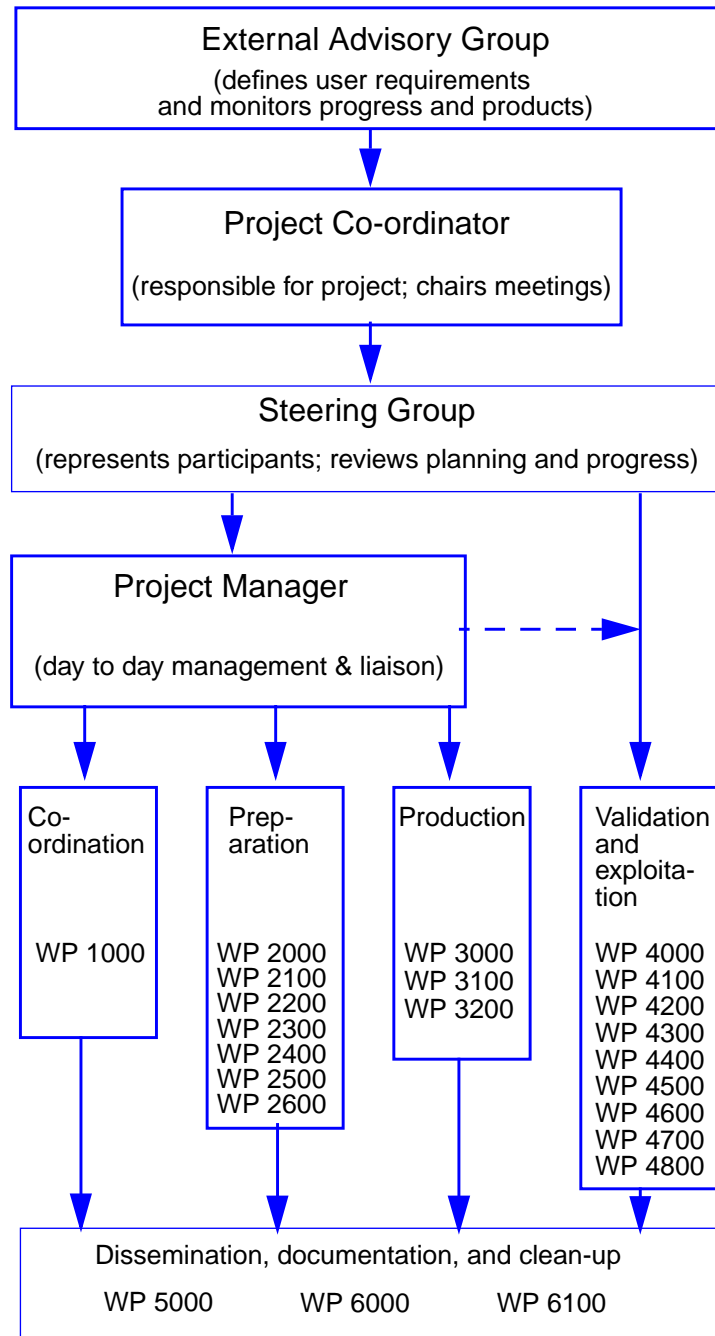 External Advisory Group
(defines user requirements
and monitors progress and products)
Project Co-ordinator
(responsible for project; chairs meetings)
Steering Group
(represents participants; reviews planning and progress)
Project Manager
(day to day management & liaison)
Co-
ordination
WP 1000
Prep-
aration
WP 2000
WP 2100
WP 2200
WP 2300
WP 2400
WP 2500
WP 2600
Production
WP 3000
WP 3100
WP 3200
Validation
and
exploita-
tion
WP 4000
WP 4100
WP 4200
WP 4300
WP 4400
WP 4500
WP 4600
WP 4700
WP 4800
Dissemination, documentation, and clean-up
WP 5000 WP 6000 WP 6100